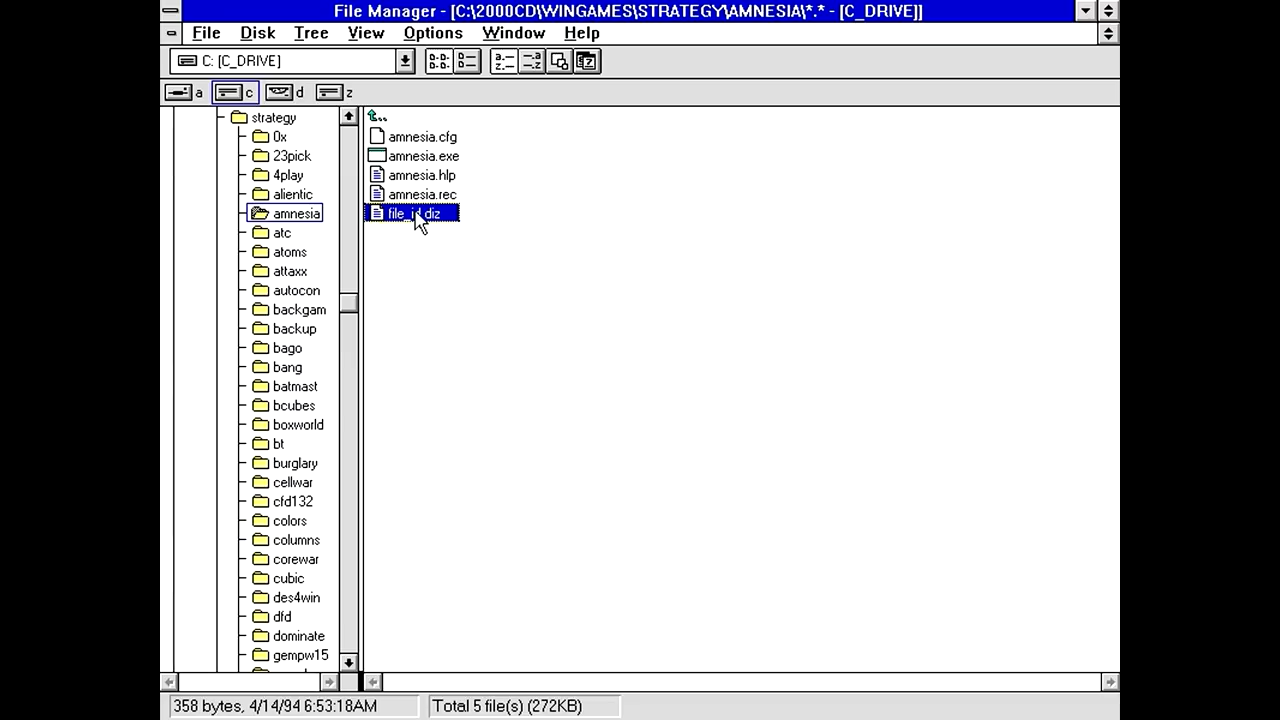 File Manager - [C:\2000CD\WINGAMES\STRATEGY\AMNESIA\*.* - [C_DRIVE]]
File Disk Tree View Options Window Help
C: [C_DRIVE]
a c d z
strategy
0x
23pick
4play
alientic
amnesia
atc
atoms
attaxx
autocon
backgam
backup
bago
bang
batmast
bcubes
boxworld
bt
burglary
cellwar
cfd132
colors
columns
corewar
cubic
des4win
dfd
dominate
gempw15
..
amnesia.cfg
amnesia.exe
amnesia.hlp
amnesia.rec
file_id.diz
358 bytes, 4/14/94 6:53:18AM
Total 5 file(s) (272KB)